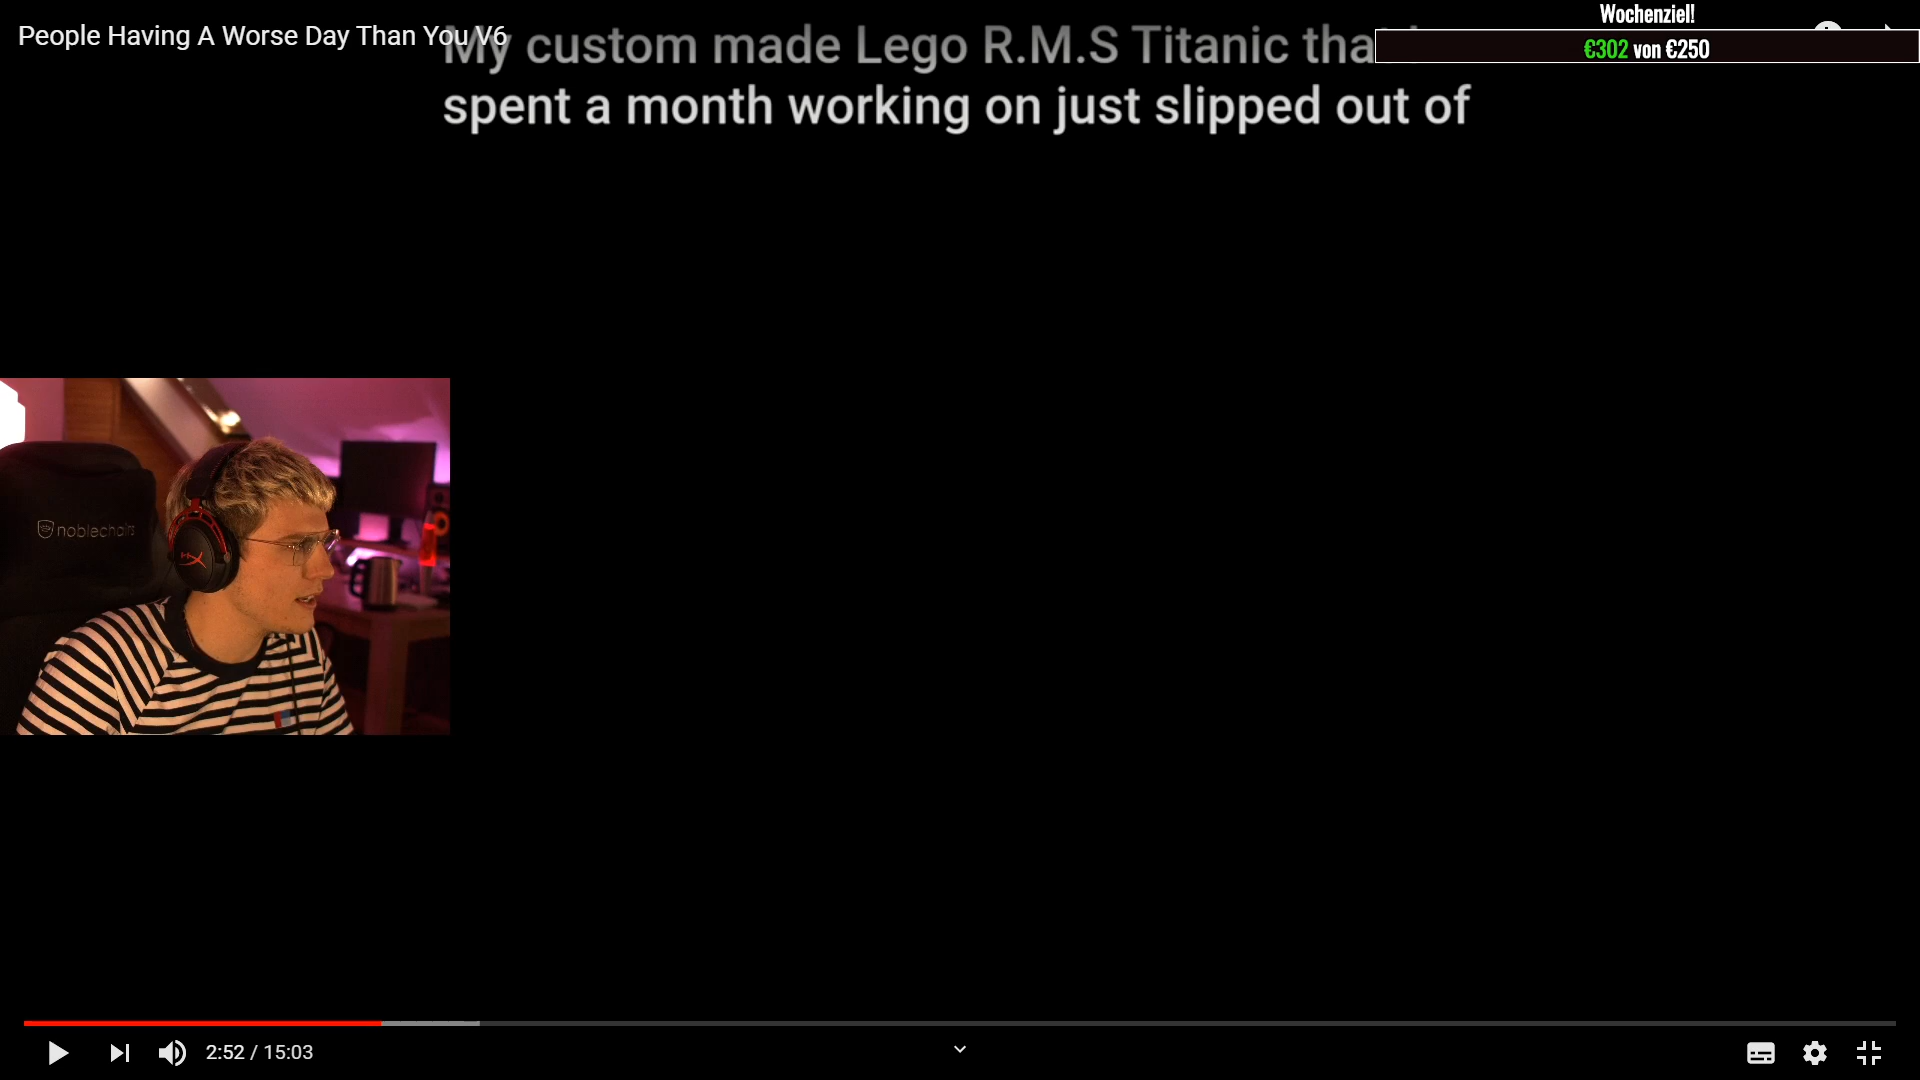 People Having A Worse Day Than You V6
My custom made Lego R.M.S Titanic
spent a month working on just slipped out of
Wochenziel!
€302 von €250
noblechairs
HX
2:52 / 15:03